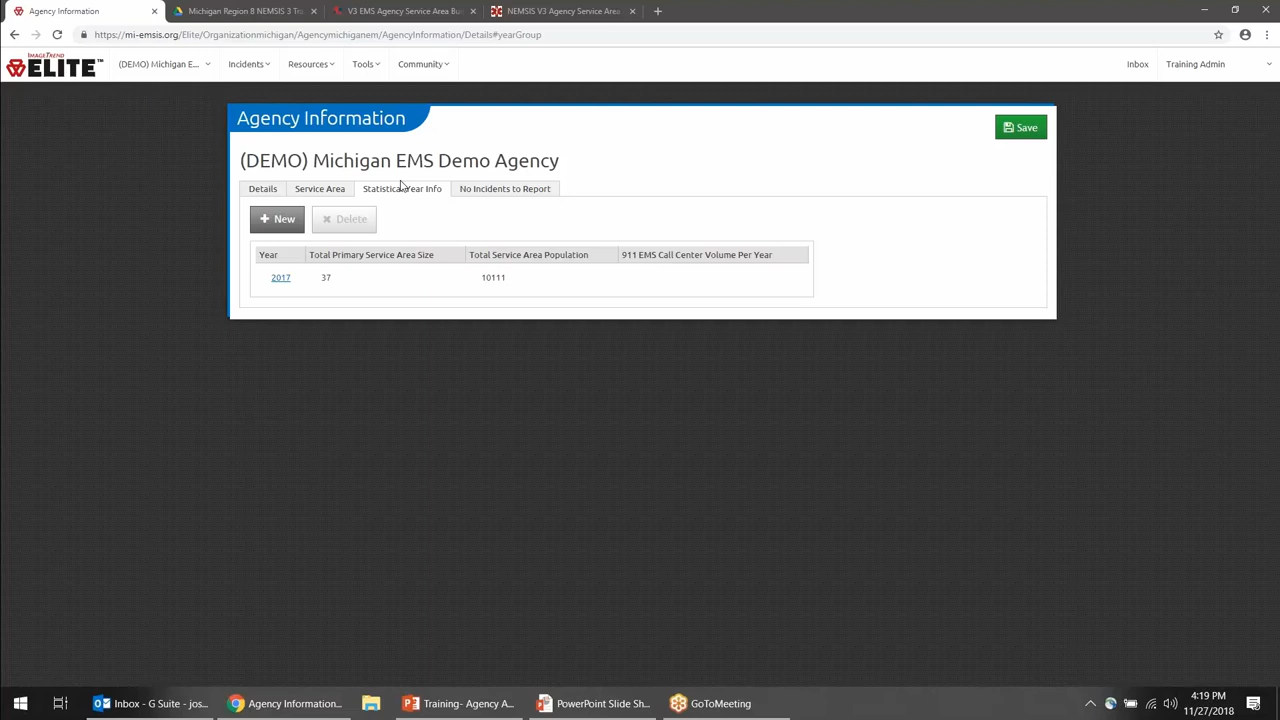 Agency Information
Michigan Region 8 NEMSIS 3 Tra
V3 EMS Agency Service Area Bu
NEMSIS V3 Agency Service Area
https://mi-emsis.org/Elite/Organizationmichigan/Agencymichiganem/AgencyInformation/Details#yearGroup
IMAGETREND
ELITE™
(DEMO) Michigan E...
Incidents
Resources
Tools
Community
Inbox
Training Admin
Agency Information
Save
(DEMO) Michigan EMS Demo Agency
Details
Service Area
Statistical Year Info
No Incidents to Report
+ New
Delete
Year Total Primary Service Area Size Total Service Area Population 911 EMS Call Center Volume Per Year
2017 37 10111
Inbox - G Suite - jos...
Agency Information...
Training- Agency A...
PowerPoint Slide Sh...
GoToMeeting
4:19 PM
11/27/2018